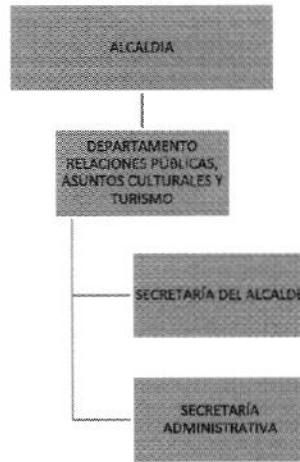 ALCALDIA
DEPARTAMENTO
RELACIONES PÚBLICAS,
ASUNTOS CULTURALES Y
TURISMO
SECRETARÍA DEL ALCALDE
SECRETARÍA
ADMINISTRATIVA